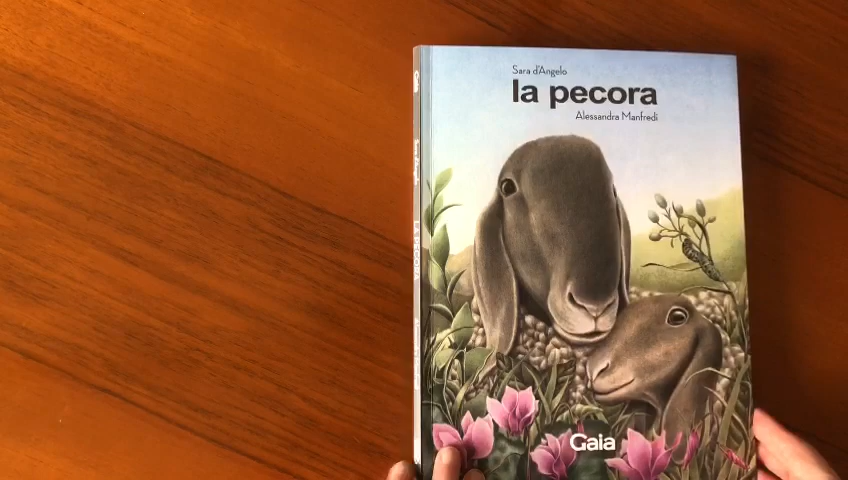 Sara d'Angelo
la pecora
Alessandra Manfredi
Gaia